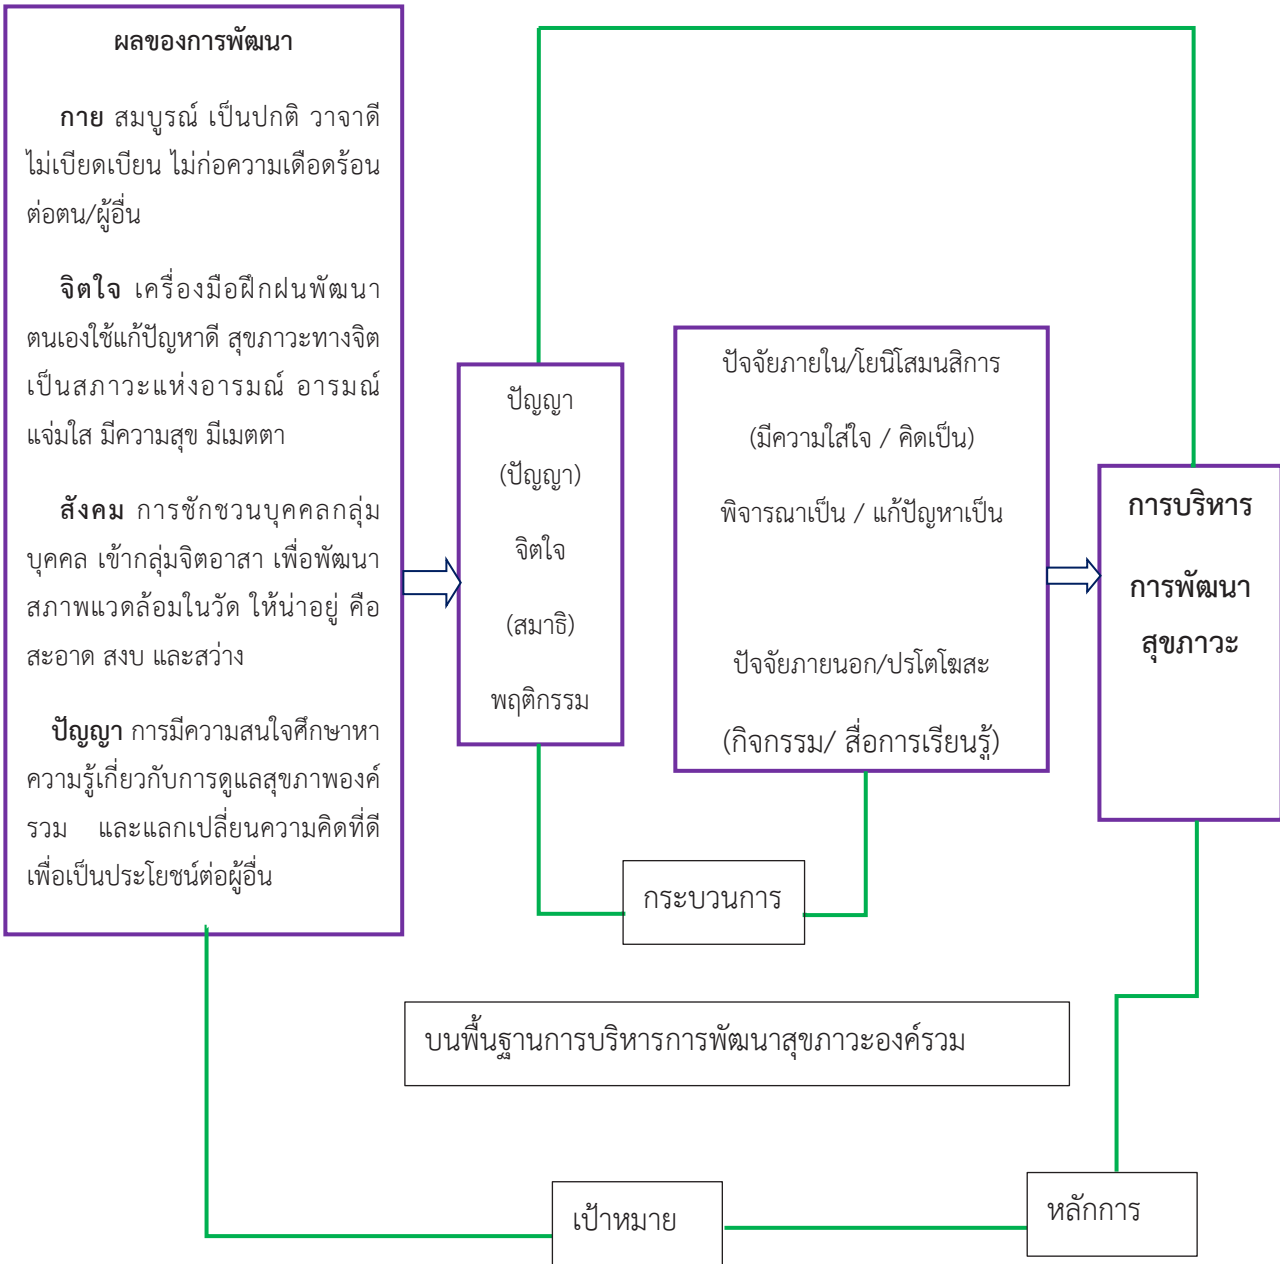 ผลของการพัฒนา
กาย สมบูรณ์ เป็นปกติ วาจาดี
ไม่เบียดเบียน ไม่ก่อความเดือดร้อน
ต่อตน/ผู้อื่น
จิตใจ เครื่องมือฝึกฝนพัฒนา
ตนเองใช้แก้ปัญหาดี สุขภาวะทางจิต
เป็นสภาวะแห่งอารมณ์ อารมณ์
แจ่มใส มีความสุข มีเมตตา
สังคม การชักชวนบุคคลกลุ่ม
บุคคล เข้ากลุ่มจิตอาสา เพื่อพัฒนา
สภาพแวดล้อมในวัด ให้น่าอยู่ คือ
สะอาด สงบ และสว่าง
ปัญญา การมีความสนใจศึกษาหา
ความรู้เกี่ยวกับการดูแลสุขภาพองค์
รวม และแลกเปลี่ยนความคิดที่ดี
เพื่อเป็นประโยชน์ต่อผู้อื่น
ปัญญา
(ปัญญา)
จิตใจ
(สมาธิ)
พฤติกรรม
ปัจจัยภายใน/โยนิโสมนสิการ
(มีความใส่ใจ / คิดเป็น)
พิจารณาเป็น / แก้ปัญหาเป็น
ปัจจัยภายนอก/ปรโตโฆสะ
(กิจกรรม/ สื่อการเรียนรู้)
การบริหาร
การพัฒนา
สุขภาวะ
กระบวนการ
บนพื้นฐานการบริหารการพัฒนาสุขภาวะองค์รวม
เป้าหมาย
หลักการ